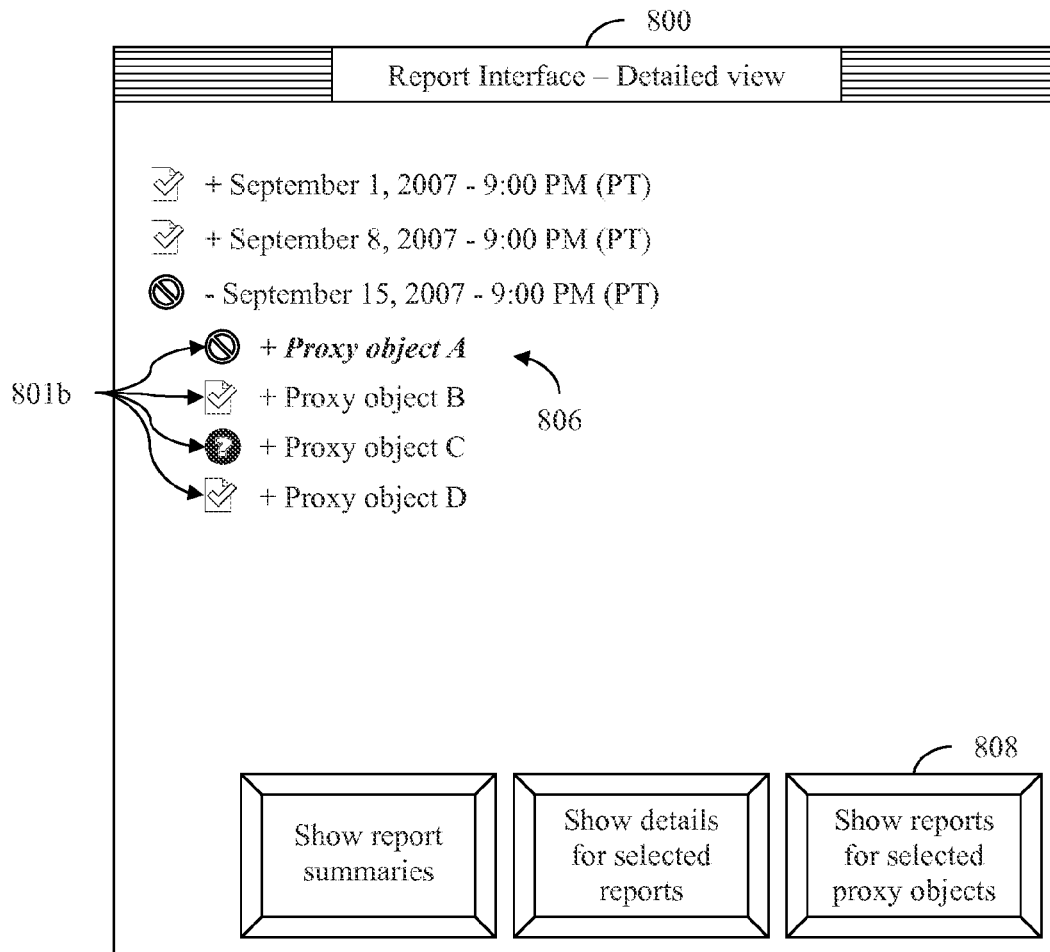 800
Report Interface – Detailed view
+ September 1, 2007 - 9:00 PM (PT)
+ September 8, 2007 - 9:00 PM (PT)
- September 15, 2007 - 9:00 PM (PT)
+ Proxy object A
801b
+ Proxy object B
806
? + Proxy object C
+ Proxy object D
808
Show report
summaries
Show details
for selected
reports
Show reports
for selected
proxy objects